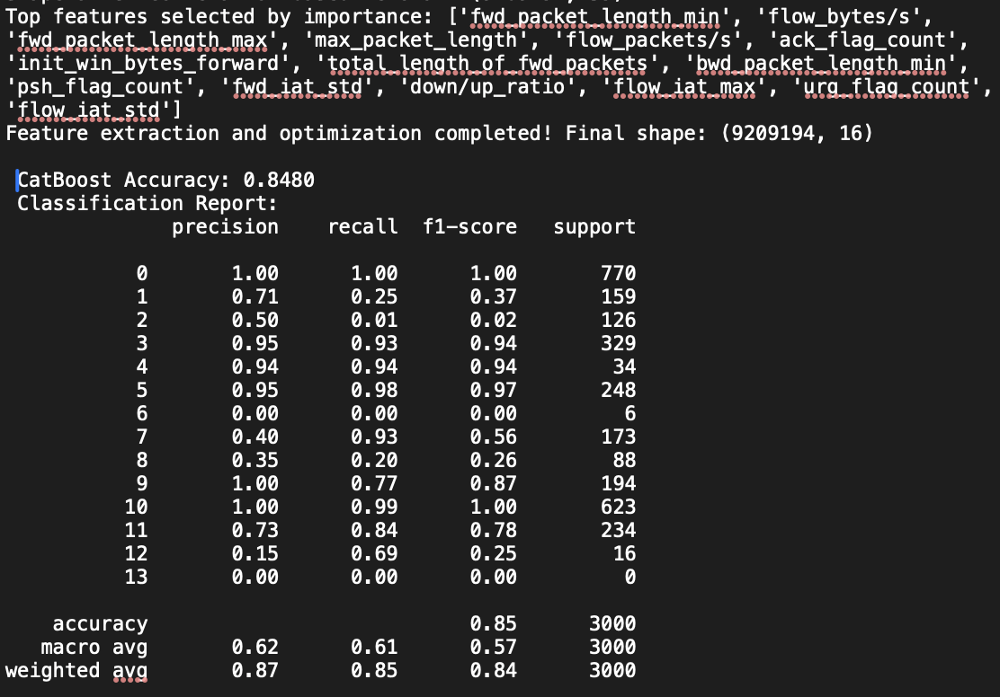 Top features selected by importance: ['fwd_packet_length_min', 'flow_bytes/s',
'fwd_packet_length_max', 'max_packet_length', 'flow_packets/s', 'ack_flag_count',
'init_win_bytes_forward', 'total_length_of_fwd_packets', 'bwd_packet_length_min',
'psh_flag_count', 'fwd_iat_std', 'down/up_ratio', 'flow_iat_max', 'urg_flag_count',
'flow_iat_std']
Feature extraction and optimization completed! Final shape: (9209194, 16)
CatBoost Accuracy: 0.8480
Classification Report:
precision recall f1-score support
0 1.00 1.00 1.00 770
1 0.71 0.25 0.37 159
2 0.50 0.01 0.02 126
3 0.95 0.93 0.94 329
4 0.94 0.94 0.94 34
5 0.95 0.98 0.97 248
6 0.00 0.00 0.00 6
7 0.40 0.93 0.56 173
8 0.35 0.20 0.26 88
9 1.00 0.77 0.87 194
10 1.00 0.99 1.00 623
11 0.73 0.84 0.78 234
12 0.15 0.69 0.25 16
13 0.00 0.00 0.00 0
accuracy 0.85 3000
macro avg 0.62 0.61 0.57 3000
weighted avg 0.87 0.85 0.84 3000